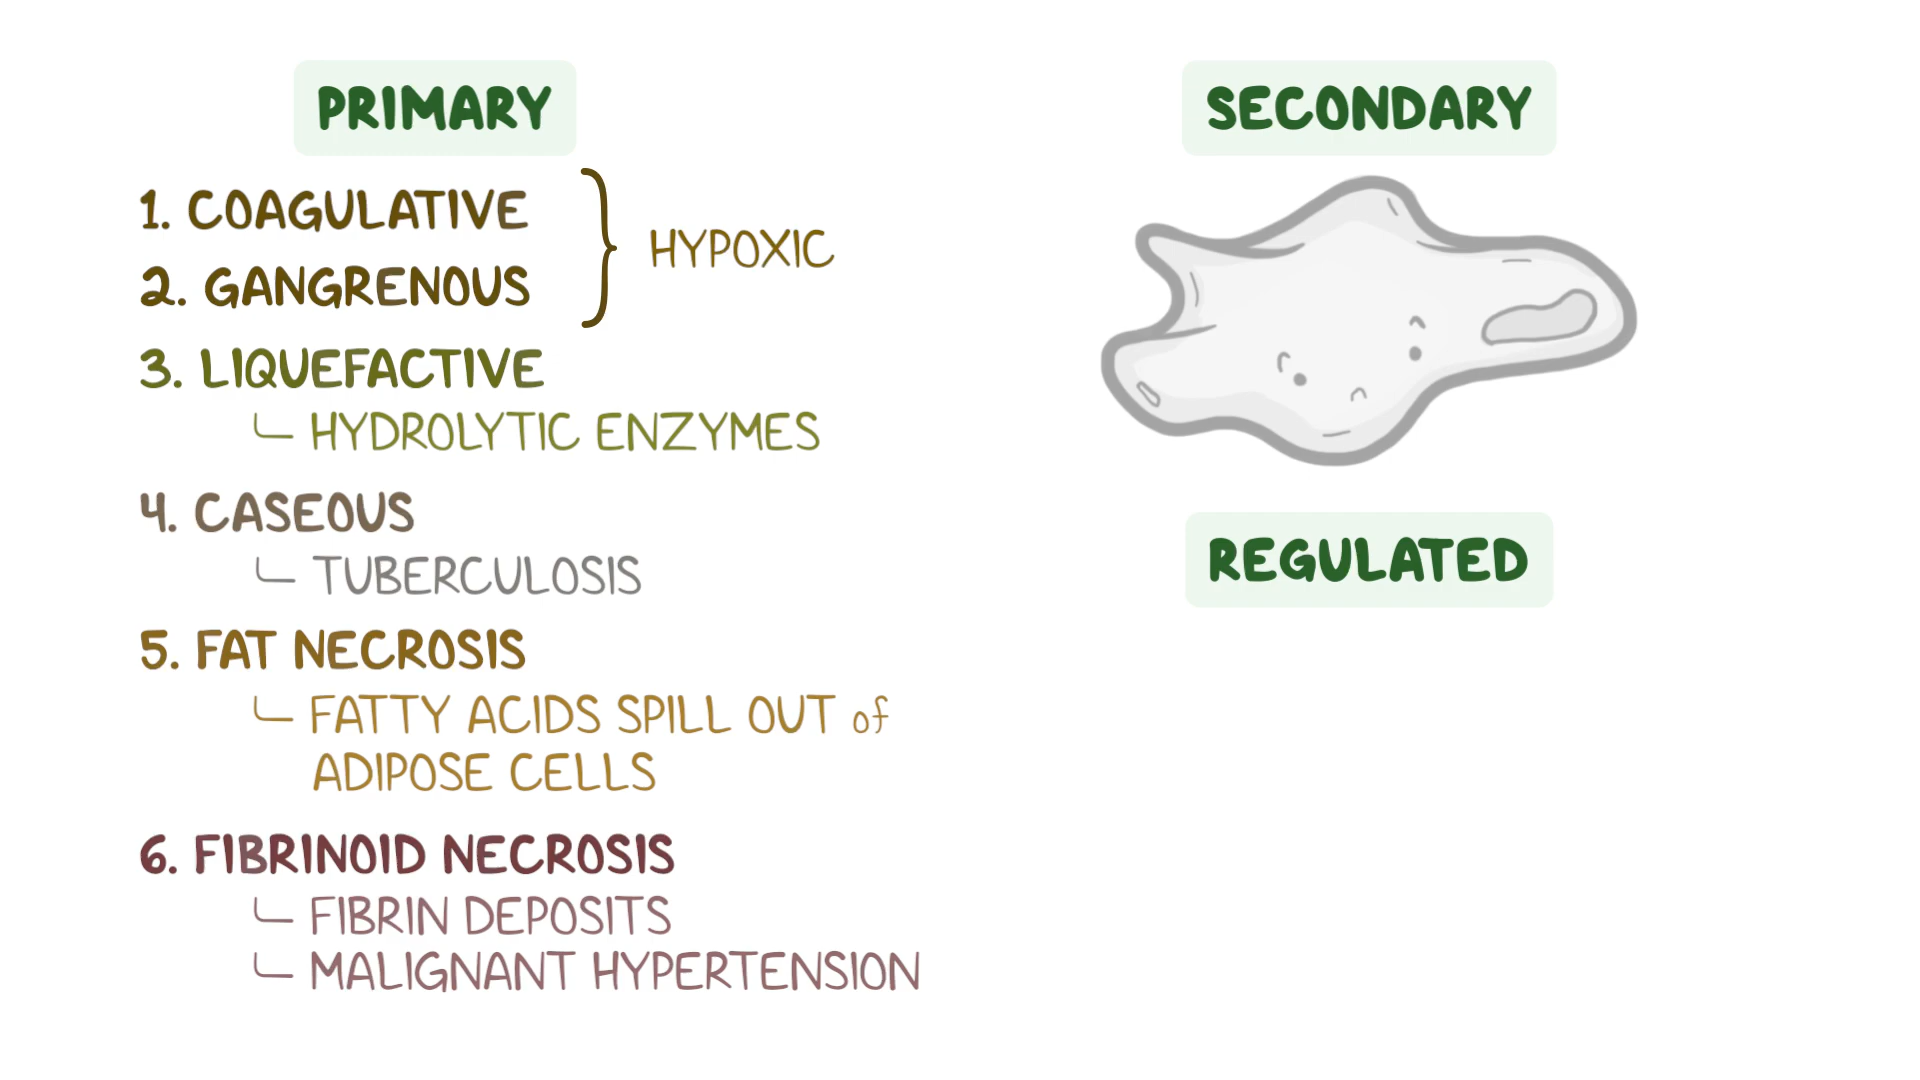 PRIMARY
1. COAGULATIVE
2. GANGRENOUS
HYPOXIC
3. LIQUEFACTIVE
HYDROLYTIC ENZYMES
4. CASEOUS
TUBERCULOSIS
5. FAT NECROSIS
FATTY ACIDS SPILL OUT of
ADIPOSE CELLS
6. FIBRINOID NECROSIS
FIBRIN DEPOSITS
MALIGNANT HYPERTENSION
SECONDARY
REGULATED